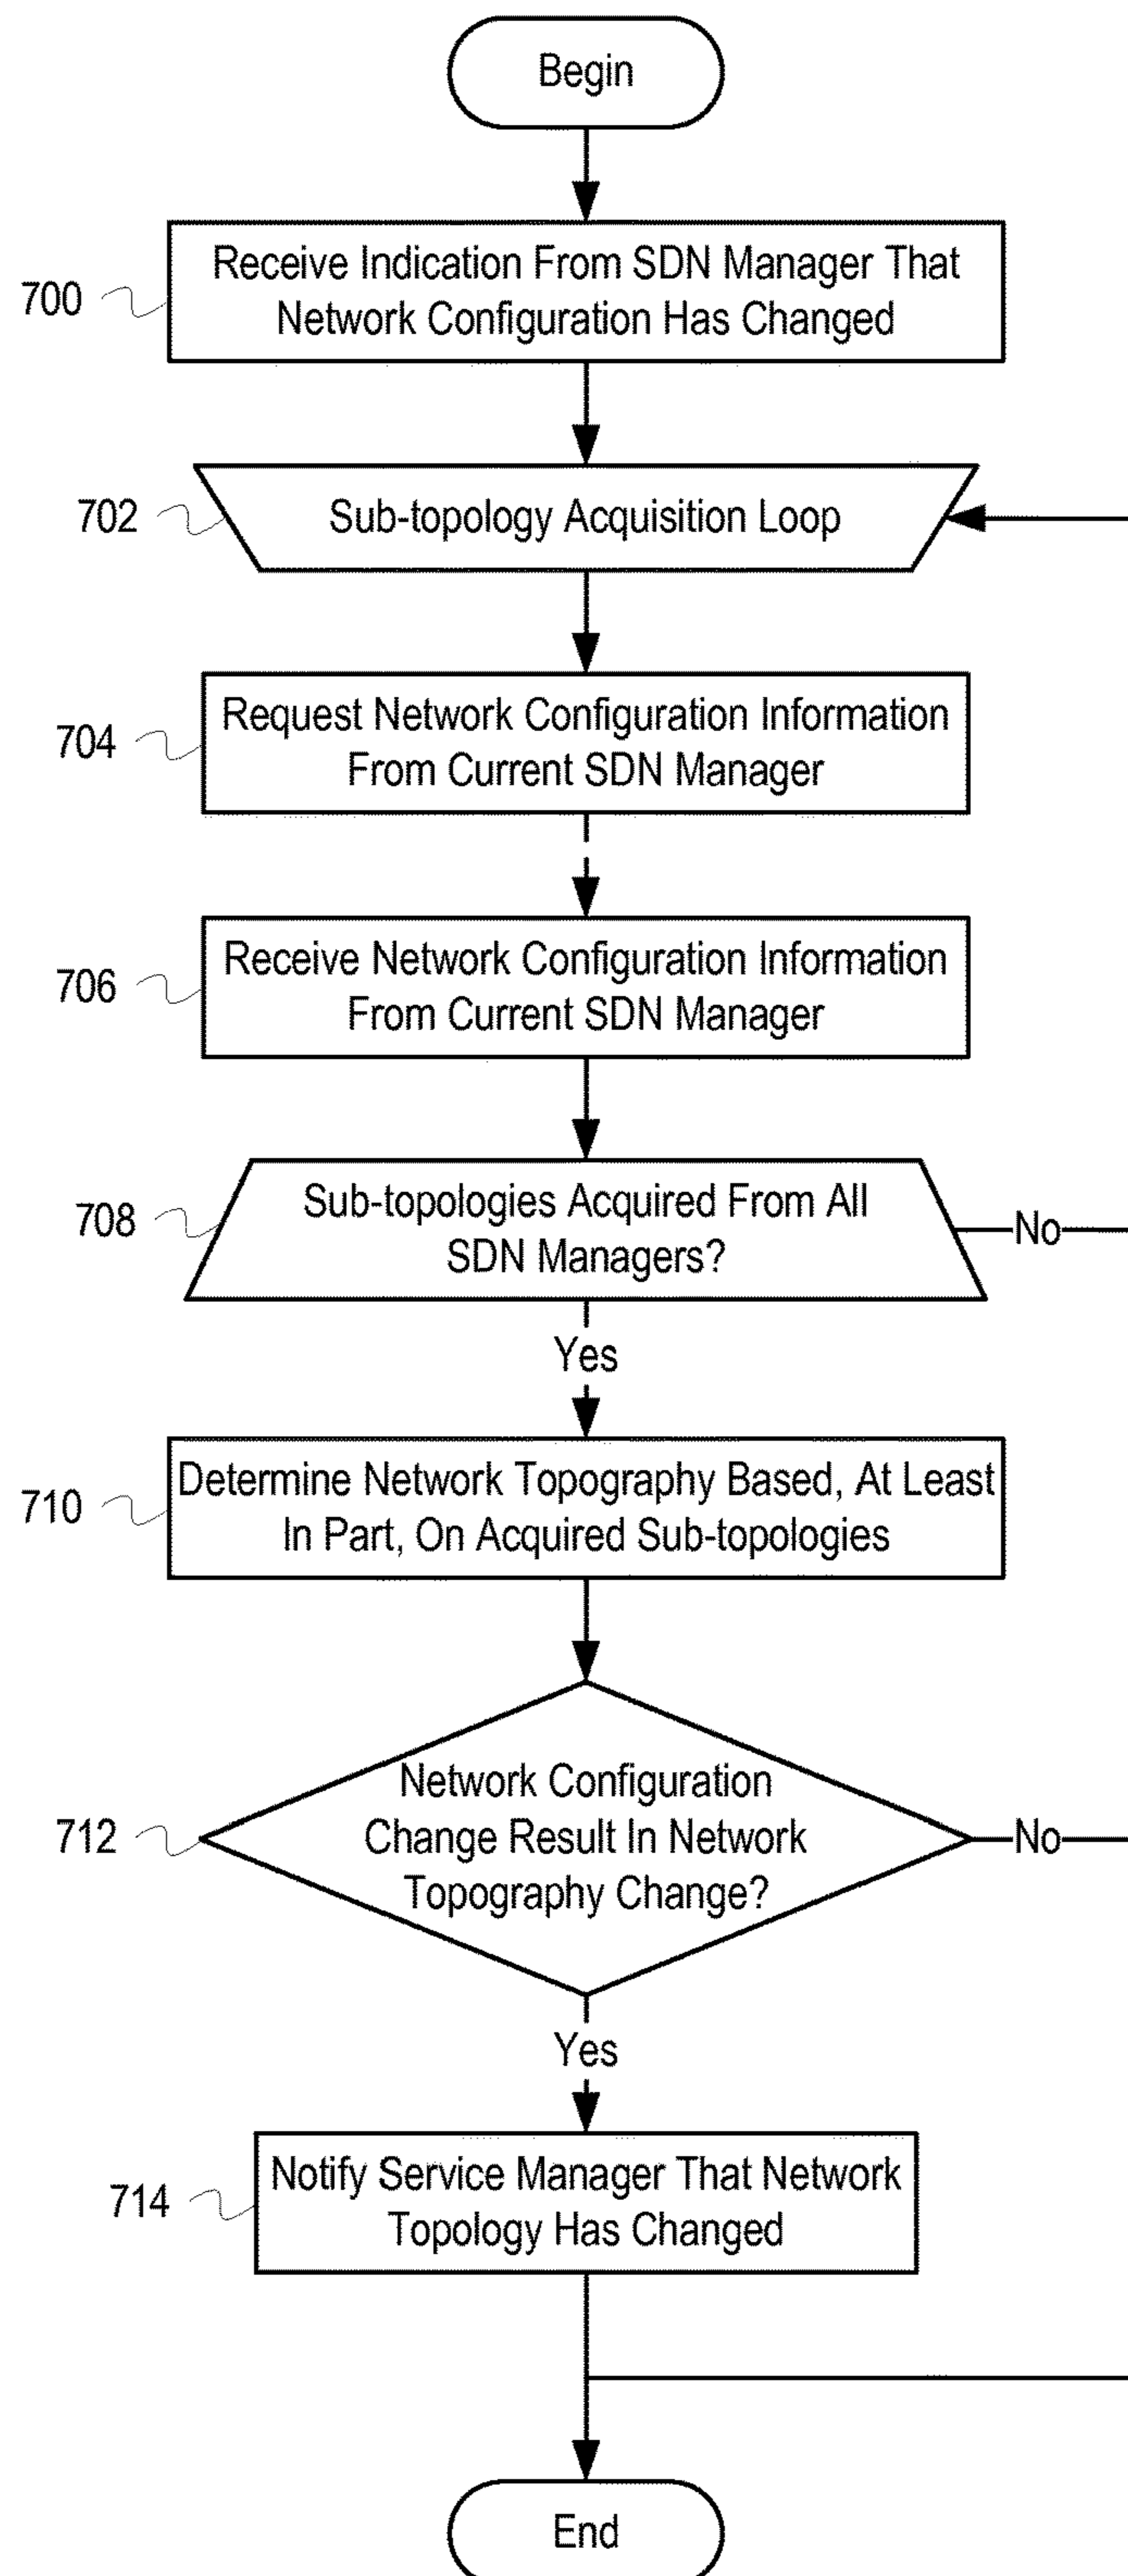 Begin
700
Receive Indication From SDN Manager That
Network Configuration Has Changed
702
Sub-topology Acquisition Loop
704
Request Network Configuration Information
From Current SDN Manager
706
Receive Network Configuration Information
From Current SDN Manager
708
Sub-topologies Acquired From All
SDN Managers?
No
Yes
710
Determine Network Topography Based, At Least
In Part, On Acquired Sub-topologies
712
Network Configuration
Change Result In Network
Topography Change?
No
Yes
714
Notify Service Manager That Network
Topology Has Changed
End